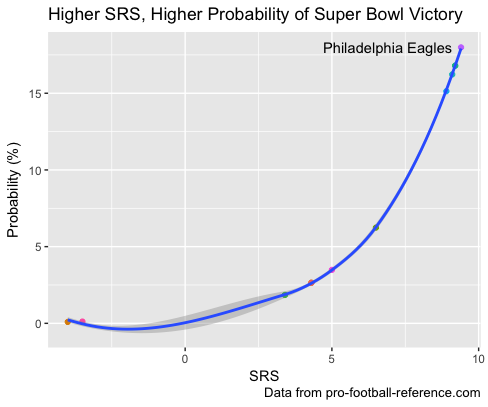 Higher SRS, Higher Probability of Super Bowl Victory
Philadelphia Eagles
15
10
5
0
Probability (%)
0 5 10
SRS
Data from pro-football-reference.com